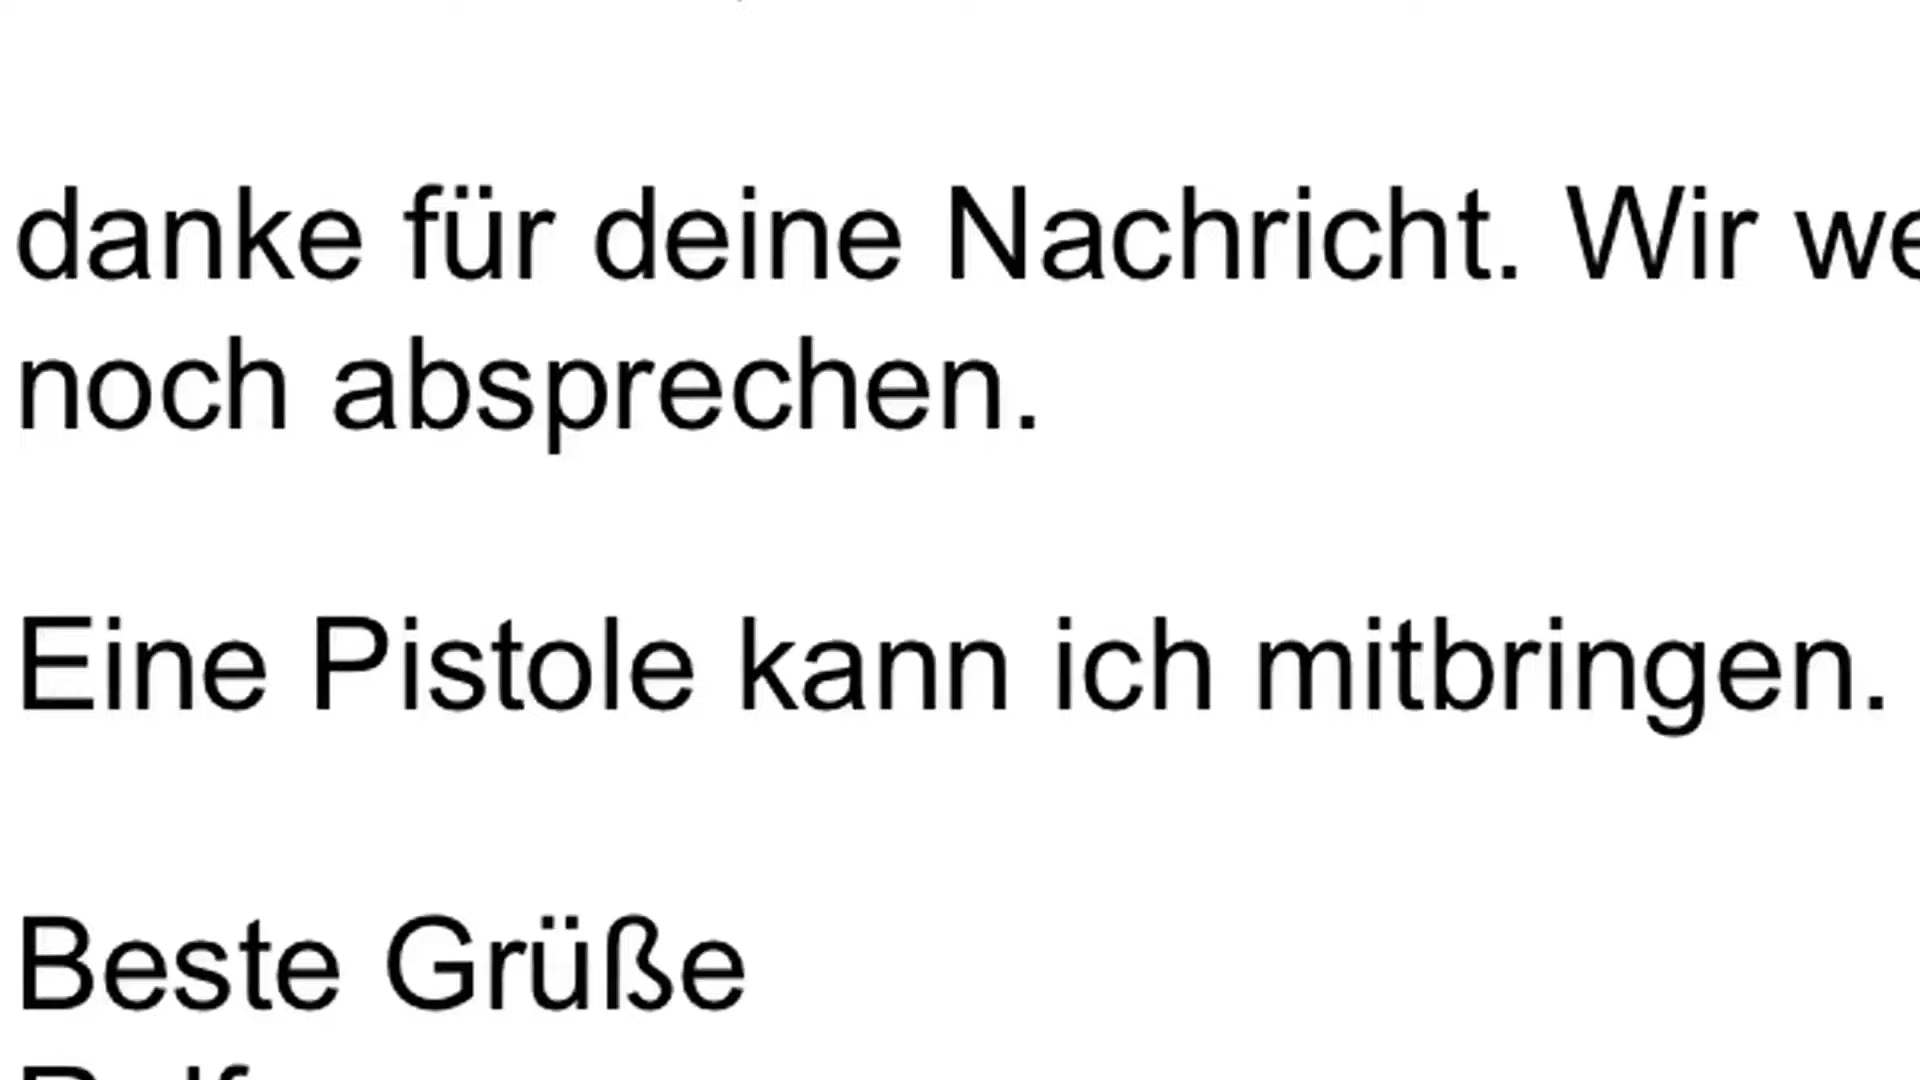 danke für deine Nachricht. Wir
noch absprechen.
Eine Pistole kann ich mitbringen.
Beste Grüße